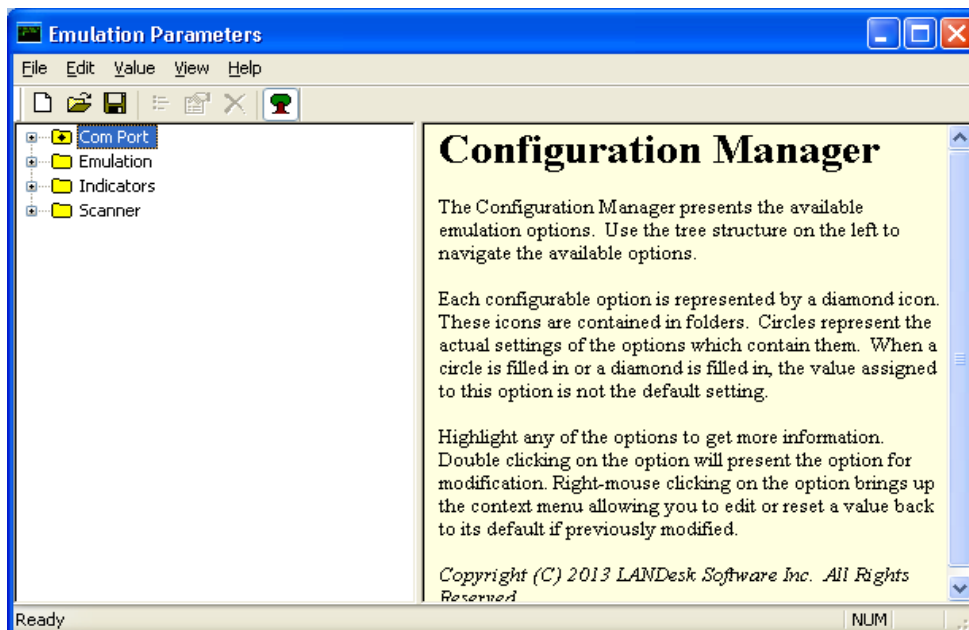 Emulation Parameters
File Edit Value View Help
Com Port
Emulation
Indicators
Scanner
Configuration Manager
The Configuration Manager presents the available
emulation options. Use the tree structure on the left to
navigate the available options.
Each configurable option is represented by a diamond icon.
These icons are contained in folders. Circles represent the
actual settings of the options which contain them. When a
circle is filled in or a diamond is filled in, the value assigned
to this option is not the default setting.
Highlight any of the options to get more information.
Double clicking on the option will present the option for
modification. Right-mouse clicking on the option brings up
the context menu allowing you to edit or reset a value back
to its default if previously modified.
Copyright (C) 2013 LANDesk Software Inc. All Rights
Reserved
Ready NUM